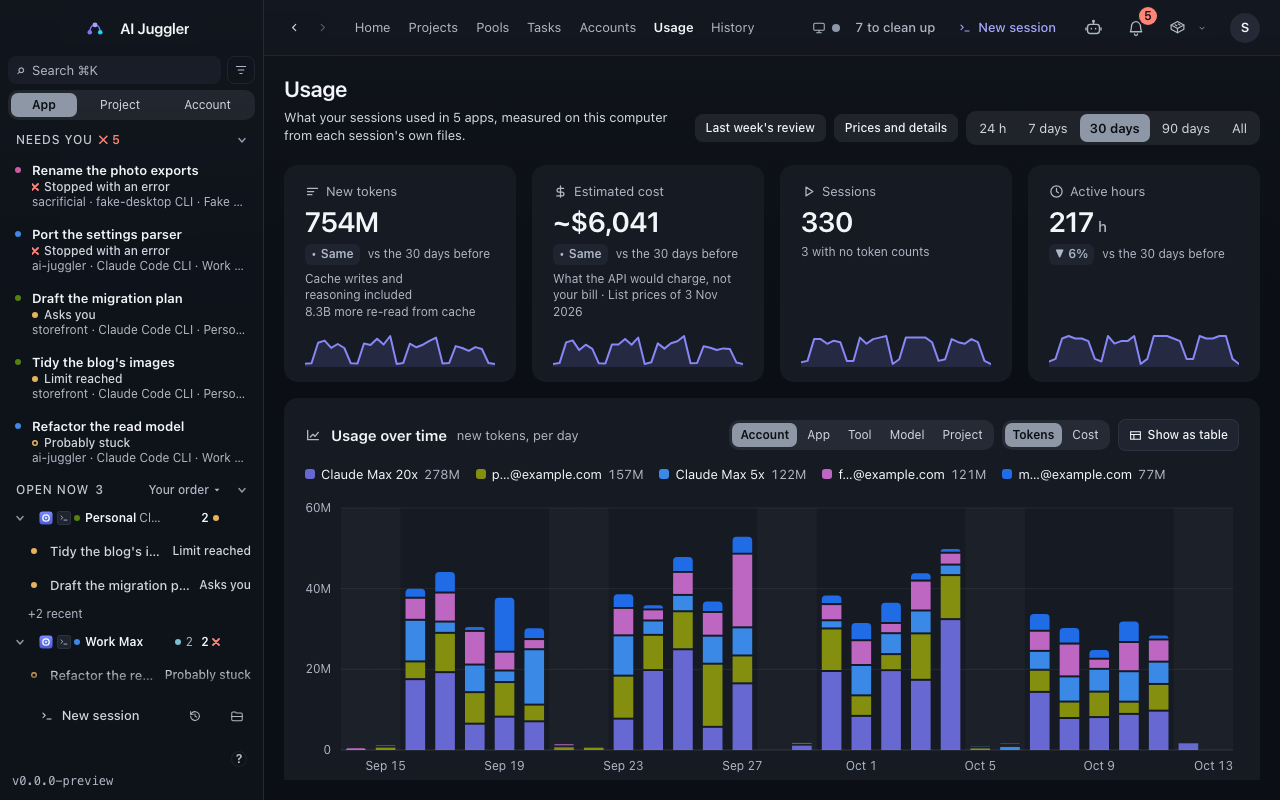 AI Juggler
Search ⌘K
App Project Account
NEEDS YOU 5
Rename the photo exports
Stopped with an error
sacrificial · fake-desktop CLI · Fake ...
Port the settings parser
Stopped with an error
ai-juggler · Claude Code CLI · Work ...
Draft the migration plan
Asks you
storefront · Claude Code CLI · Perso...
Tidy the blog's images
Limit reached
storefront · Claude Code CLI · Perso...
Refactor the read model
Probably stuck
ai-juggler · Claude Code CLI · Work ...
OPEN NOW 3 Your order
Personal Cl... 2
Tidy the blog's i... Limit reached
Draft the migration p... Asks you
+2 recent
Work Max 2 2
Refactor the re... Probably stuck
New session
?
v0.0.0-preview
Home Projects Pools Tasks Accounts Usage History
7 to clean up
New session
5
S
Usage
What your sessions used in 5 apps, measured on this computer
from each session's own files.
Last week's review Prices and details 24 h 7 days 30 days 90 days All
New tokens
754M
• Same vs the 30 days before
Cache writes and
reasoning included
8.3B more re-read from cache
Estimated cost
~$6,041
• Same vs the 30 days before
What the API would charge, not
your bill · List prices of 3 Nov
2026
Sessions
330
3 with no token counts
Active hours
217 h
▼ 6% vs the 30 days before
Usage over time new tokens, per day
Account App Tool Model Project Tokens Cost Show as table
Claude Max 20x 278M p...@example.com 157M Claude Max 5x 122M f...@example.com 121M m...@example.com 77M
60M
40M
20M
0
Sep 15 Sep 19 Sep 23 Sep 27 Oct 1 Oct 5 Oct 9 Oct 13